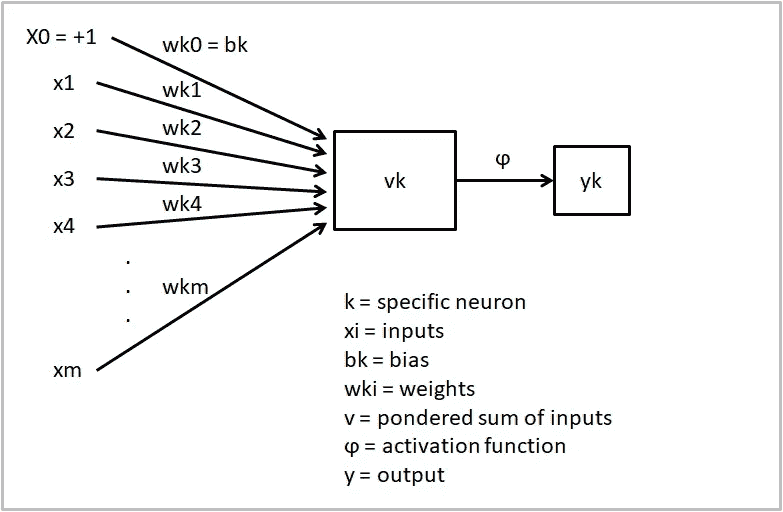 X0 = +1
wk0 = bk
x1
wk1
x2
wk2
x3
wk3
x4
wk4
.
.
.
wkm
xm
vk
φ
yk
k = specific neuron
xi = inputs
bk = bias
wki = weights
v = pondered sum of inputs
φ = activation function
y = output